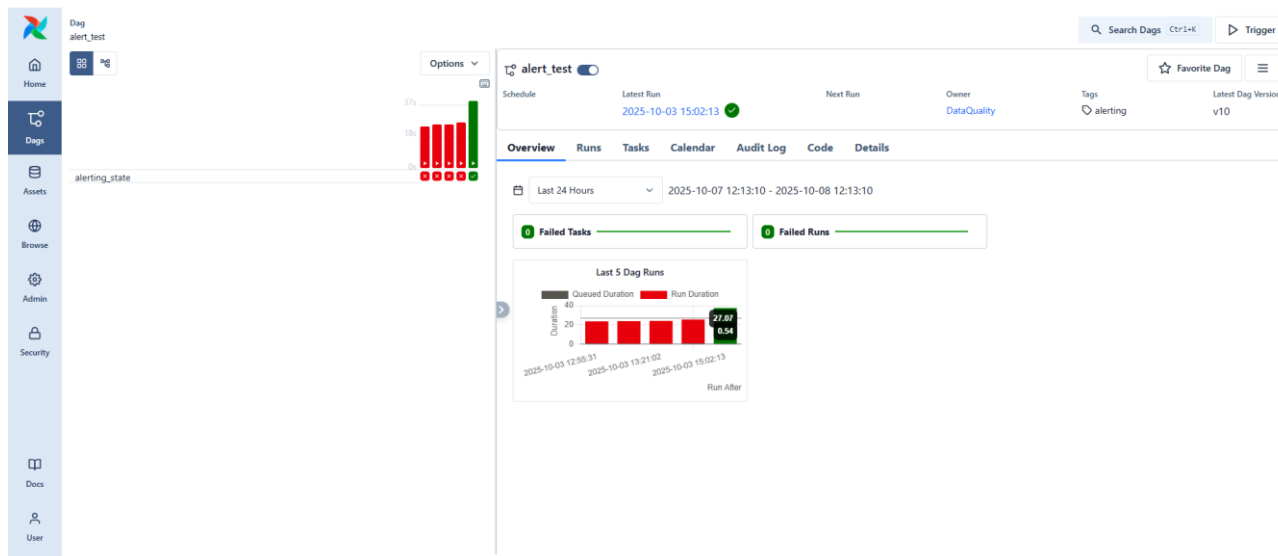 Dag
alert_test
Search Dags Ctrl+K
Trigger
Home
Dags
Assets
Browse
Admin
Security
Docs
User
Options
37s
18s
0s
alerting_state
alert_test
Favorite Dag
Schedule
Latest Run
2025-10-03 15:02:13
Next Run
Owner
DataQuality
Tags
alerting
Latest Dag Version
v10
Overview Runs Tasks Calendar Audit Log Code Details
Last 24 Hours 2025-10-07 12:13:10 - 2025-10-08 12:13:10
0 Failed Tasks
0 Failed Runs
Last 5 Dag Runs
Queued Duration Run Duration
Duration
40
20
0
27.07
0.54
2025-10-03 12:55:31
2025-10-03 13:21:02
2025-10-03 15:02:13
Run After